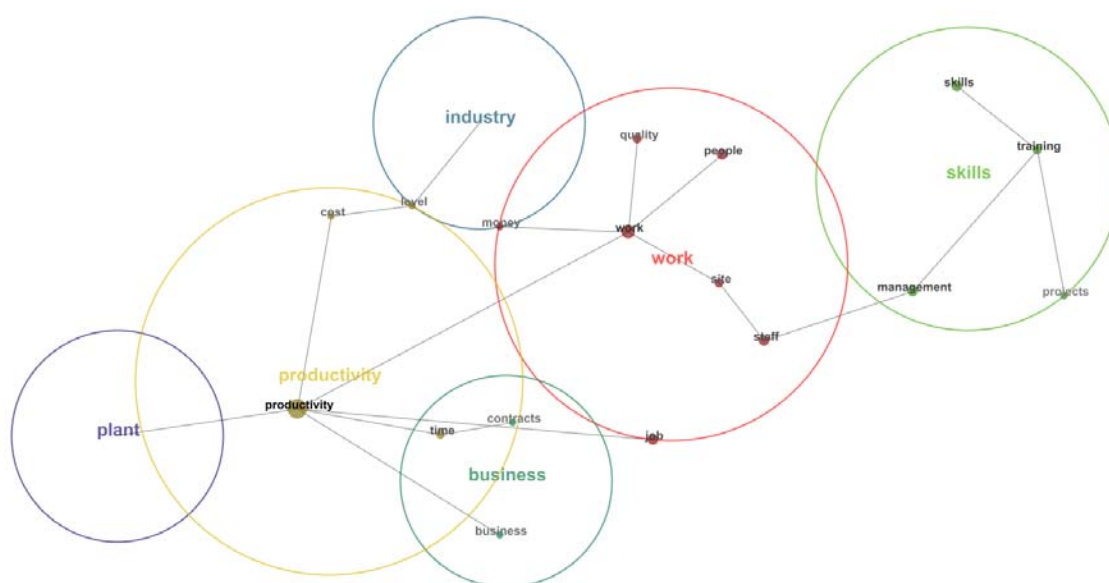 skills
industry
quality
people
training
skills
level
cost
money
work
work
site
management
projects
staff
productivity
productivity
contracts
plant
time
job
business
business